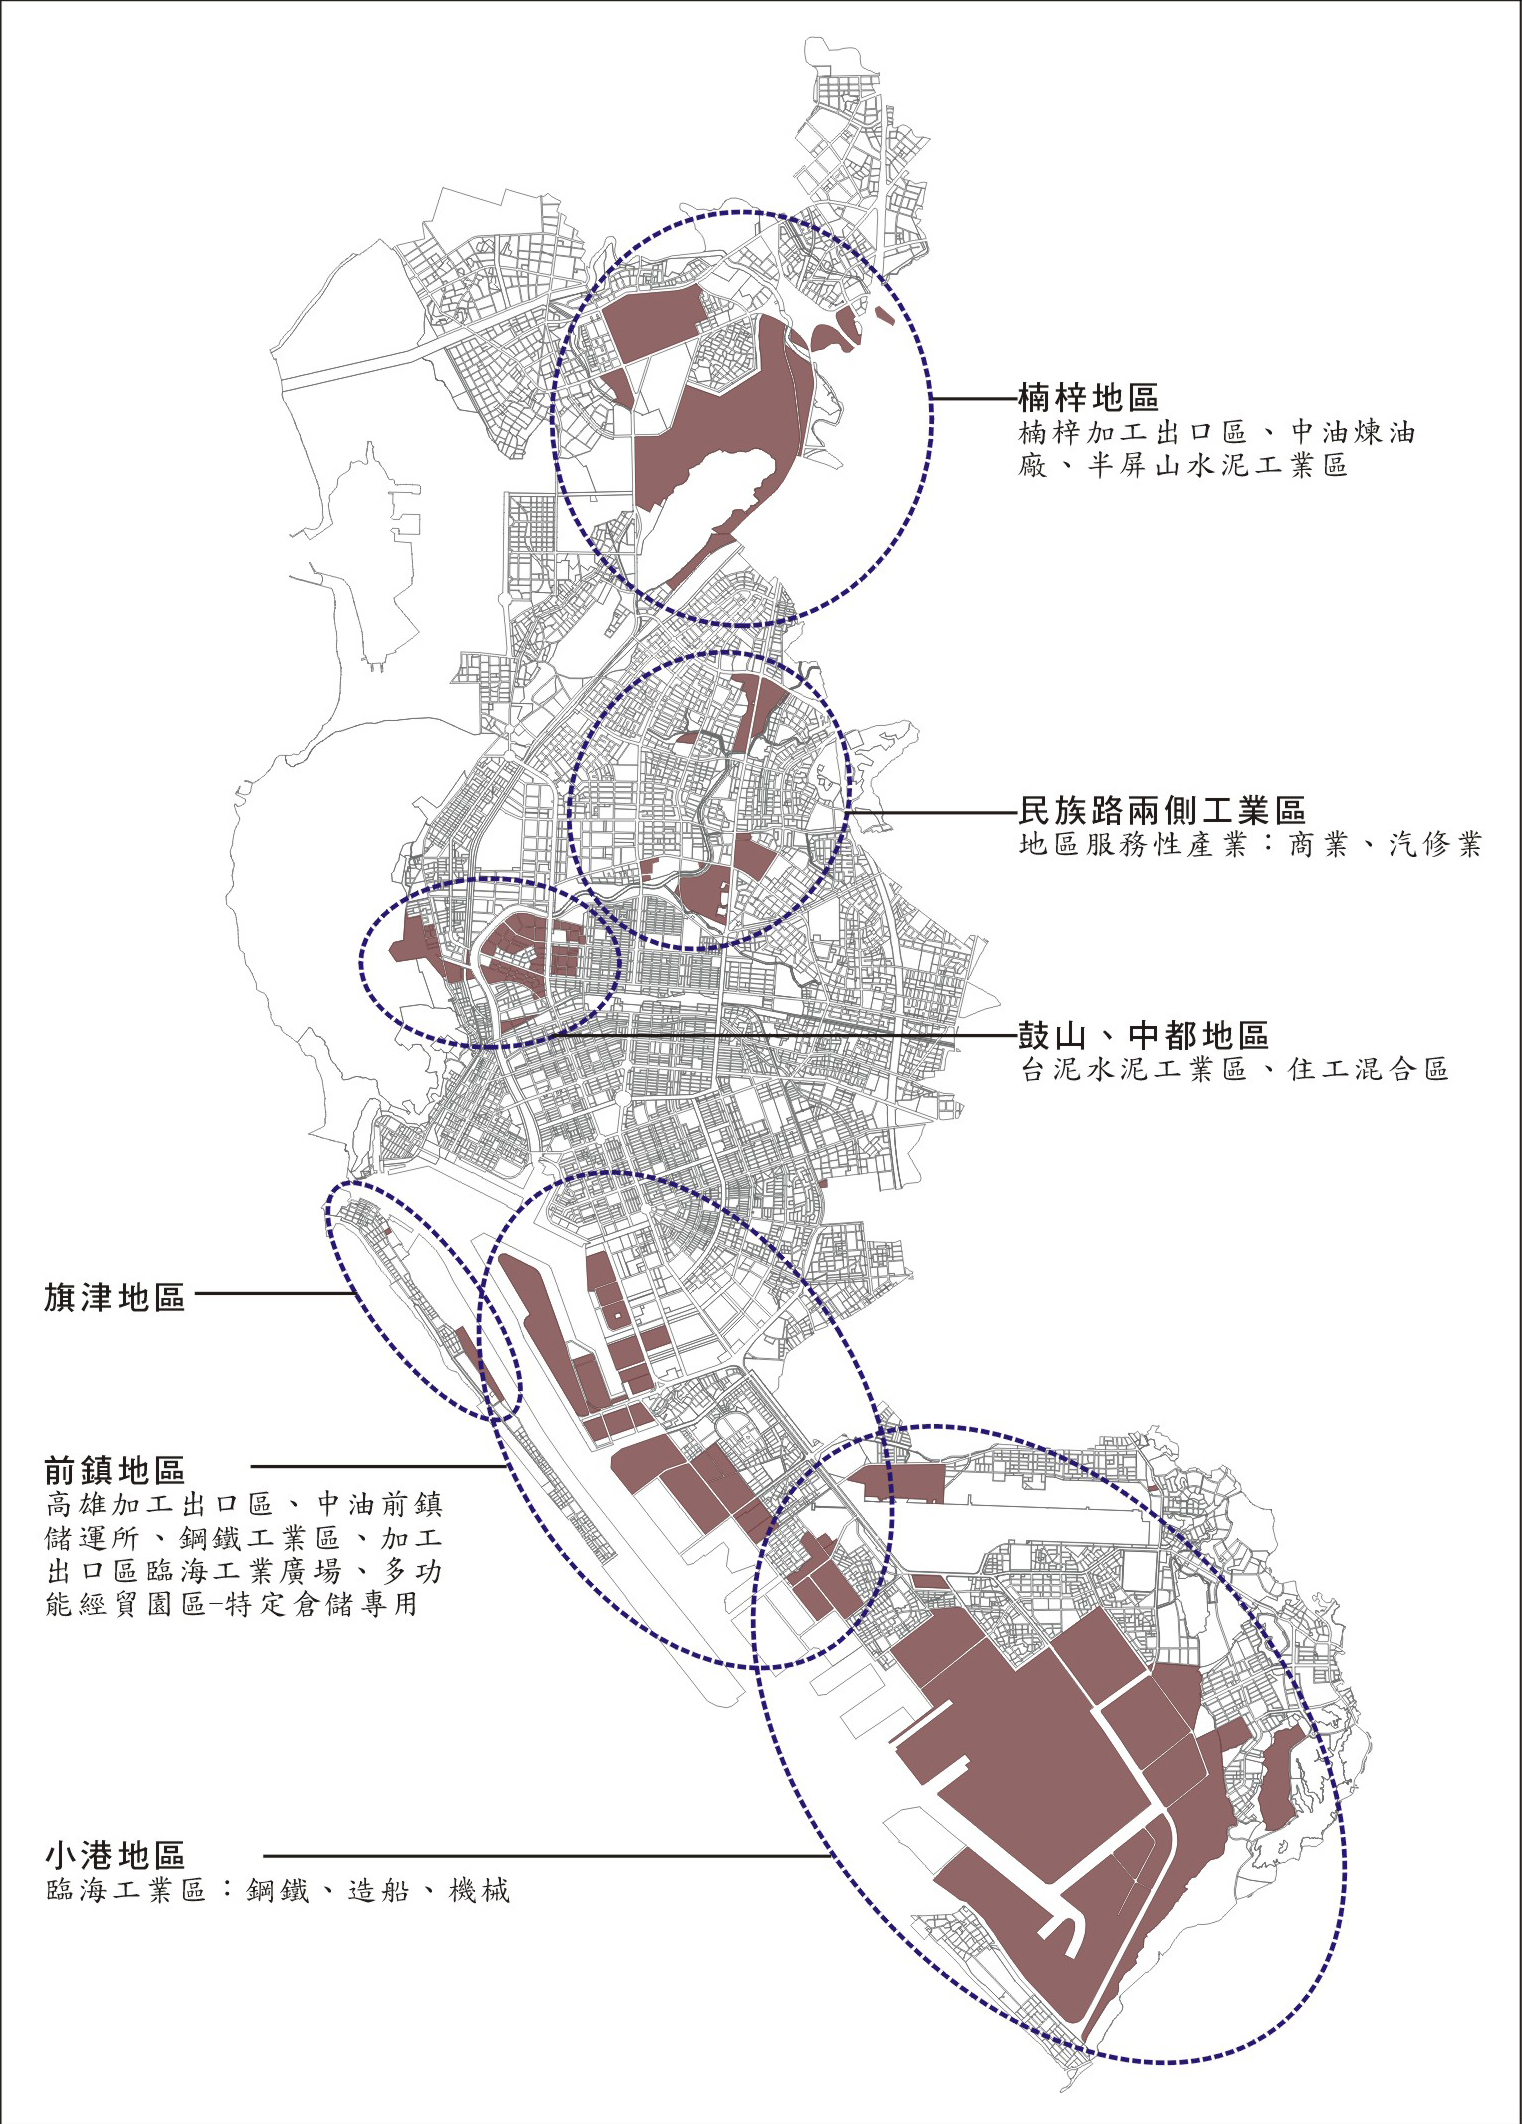 楠梓地區
楠梓加工出口區、中油煉油
廠、半屏山水泥工業區
民族路兩側工業區
地區服務性產業：商業、汽修業
鼓山、中都地區
台泥水泥工業區、住工混合區
旗津地區
前鎮地區
高雄加工出口區、中油前鎮
儲運所、鋼鐵工業區、加工
出口區臨海工業廣場、多功
能經貿園區-特定倉儲專用
小港地區
臨海工業區：鋼鐵、造船、機械